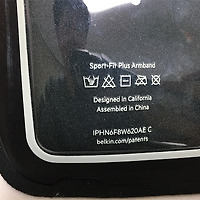 Sport-Fit Plus Armband
Designed in California
Assembled in China
IPHN6F8W620AE C
belkin.com/patents